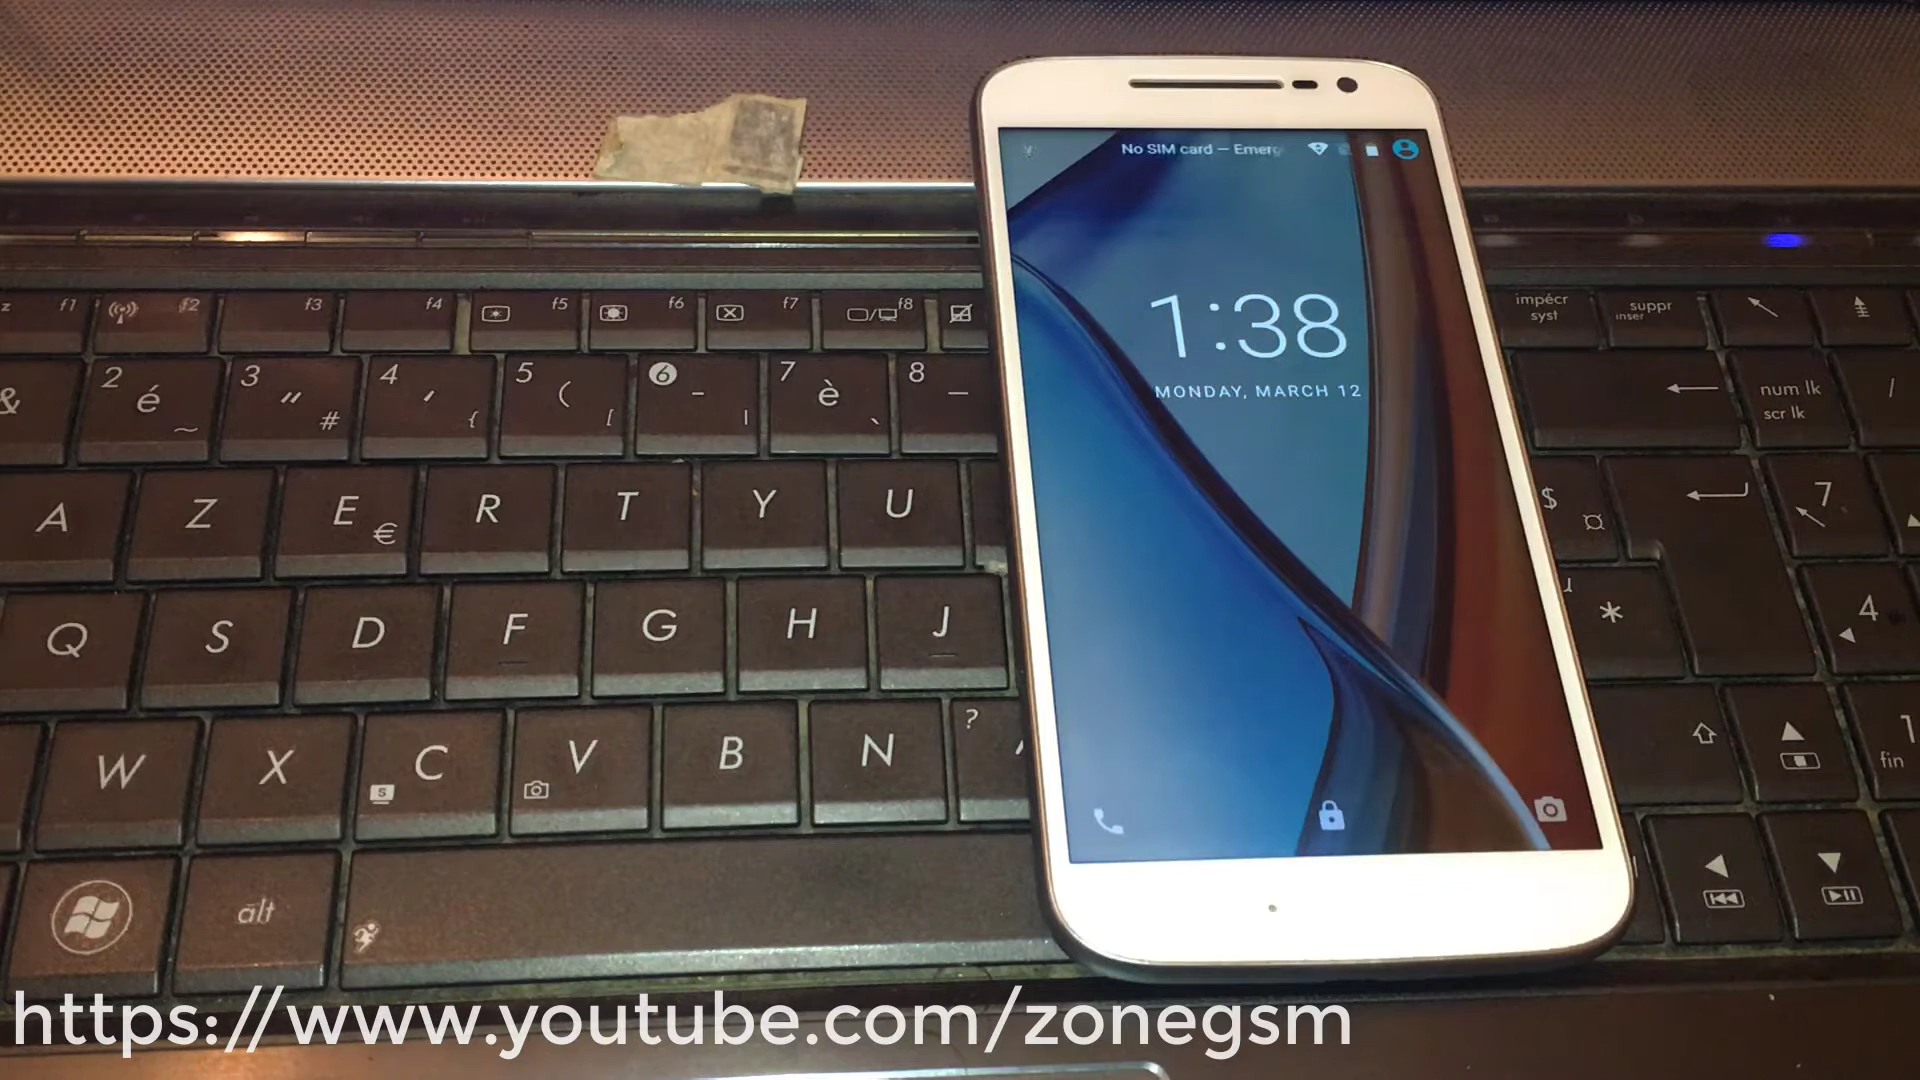 No SIM card — Emerg
1:38
MONDAY, MARCH 12
z f1 f2 f3 f4 f5 f6 f7 f8
impécr syst
suppr inser
& 2 é ~ 3 " # 4 ' { 5 ( [ 6 - | 7 è ` 8 _
num lk
scr lk
/
A Z E € R T Y U
$ ¤
7
Q S D F G H J
*
4
W X C S V B N ?
1
fin
alt
https://www.youtube.com/zonegsm